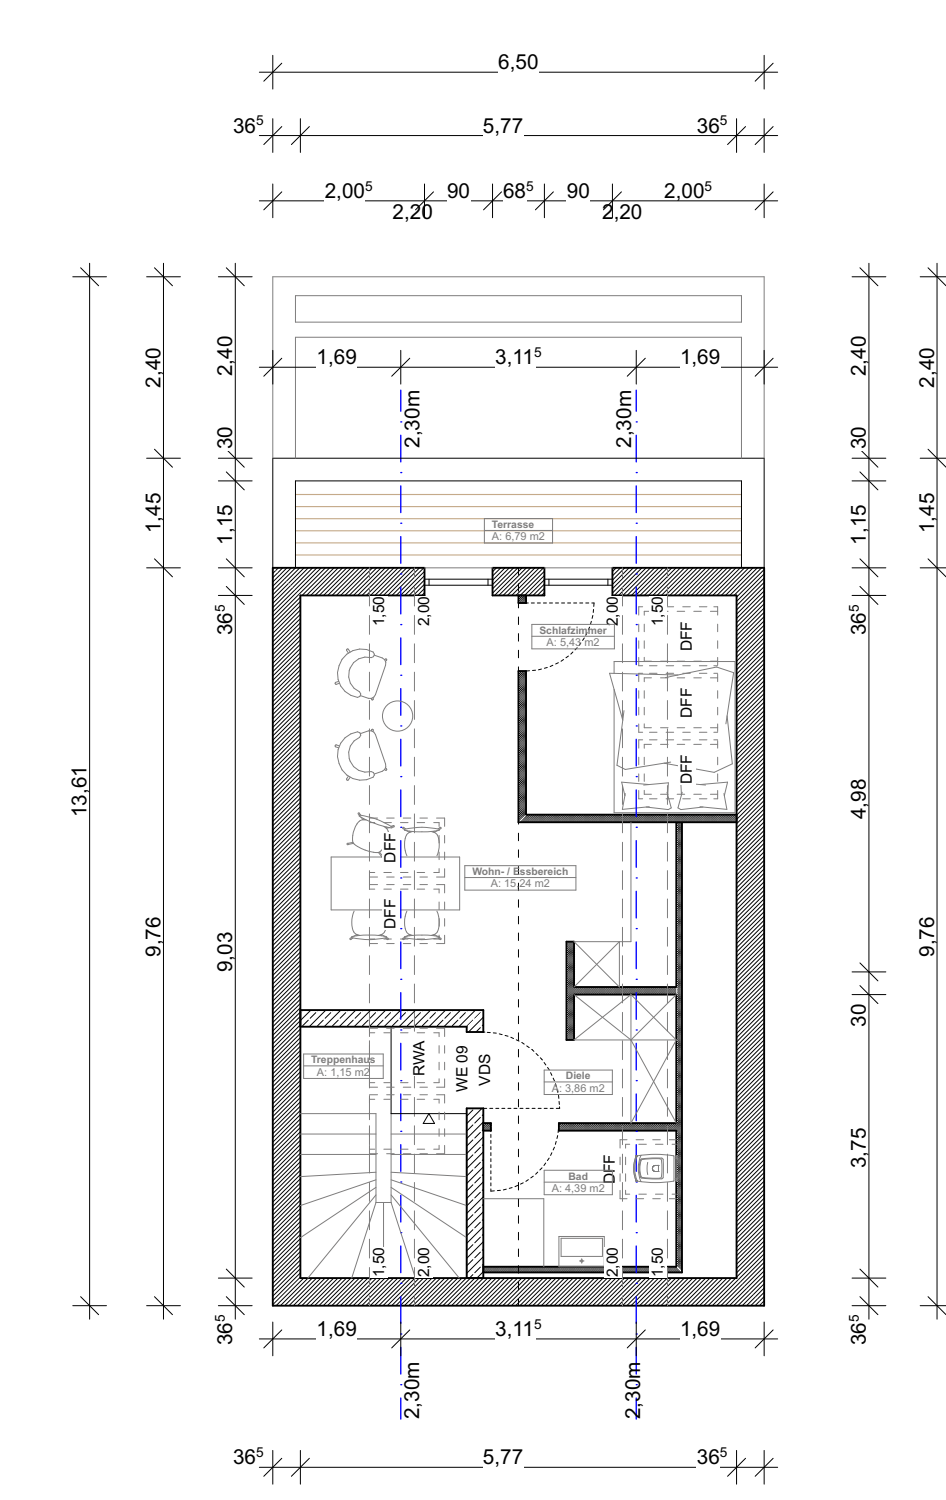 6,50
36⁵ 5,77 36⁵
2,00⁵ 90 68⁵ 90 2,00⁵
2,20 2,20
2,40 2,40 2,40 2,40
1,69 3,11⁵ 1,69
2,30m 2,30m
30 30
1,45 1,15 1,15 1,45
Terrasse
A: 6,79 m2
36⁵ 1,50 2,00 2,00 1,50 36⁵
Schlafzimmer
A: 5,43 m2
DFF
DFF
DFF
13,61 4,98
DFF
Wohn- / Essbereich
A: 15,24 m2
DFF
9,76 9,03 9,76
30
Treppenhaus
A: 1,15 m2
RWA
WE 09
VDS
Diele
A: 3,86 m2
3,75
Bad
A: 4,39 m2
DFF
1,50 2,00 2,00 1,50
36⁵ 36⁵
1,69 3,11⁵ 1,69
2,30m 2,30m
36⁵ 5,77 36⁵